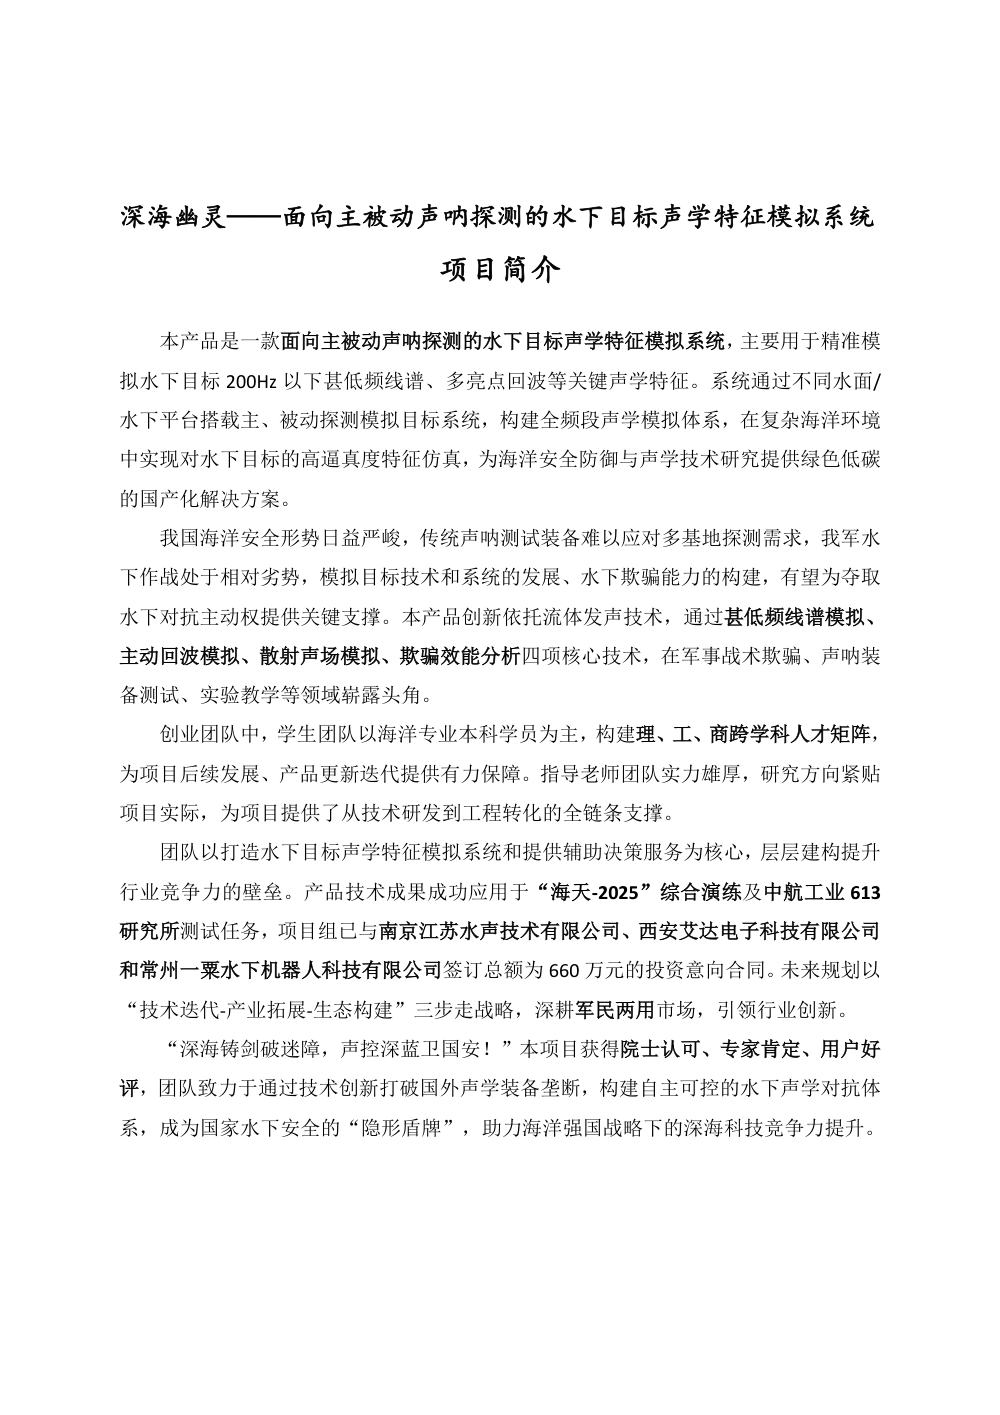 深海幽灵——面向主被动声呐探测的水下目标声学特征模拟系统
项目简介
本产品是一款面向主被动声呐探测的水下目标声学特征模拟系统，主要用于精准模
拟水下目标 200Hz 以下甚低频线谱、多亮点回波等关键声学特征。系统通过不同水面/
水下平台搭载主、被动探测模拟目标系统，构建全频段声学模拟体系，在复杂海洋环境
中实现对水下目标的高逼真度特征仿真，为海洋安全防御与声学技术研究提供绿色低碳
的国产化解决方案。
我国海洋安全形势日益严峻，传统声呐测试装备难以应对多基地探测需求，我军水
下作战处于相对劣势，模拟目标技术和系统的发展、水下欺骗能力的构建，有望为夺取
水下对抗主动权提供关键支撑。本产品创新依托流体发声技术，通过甚低频线谱模拟、
主动回波模拟、散射声场模拟、欺骗效能分析四项核心技术，在军事战术欺骗、声呐装
备测试、实验教学等领域崭露头角。
创业团队中，学生团队以海洋专业本科学员为主，构建理、工、商跨学科人才矩阵，
为项目后续发展、产品更新迭代提供有力保障。指导老师团队实力雄厚，研究方向紧贴
项目实际，为项目提供了从技术研发到工程转化的全链条支撑。
团队以打造水下目标声学特征模拟系统和提供辅助决策服务为核心，层层建构提升
行业竞争力的壁垒。产品技术成果成功应用于“海天-2025”综合演练及中航工业 613
研究所测试任务，项目组已与南京江苏水声技术有限公司、西安艾达电子科技有限公司
和常州一粟水下机器人科技有限公司签订总额为 660 万元的投资意向合同。未来规划以
“技术迭代-产业拓展-生态构建”三步走战略，深耕军民两用市场，引领行业创新。
“深海铸剑破迷障，声控深蓝卫国安！”本项目获得院士认可、专家肯定、用户好
评，团队致力于通过技术创新打破国外声学装备垄断，构建自主可控的水下声学对抗体
系，成为国家水下安全的“隐形盾牌”，助力海洋强国战略下的深海科技竞争力提升。